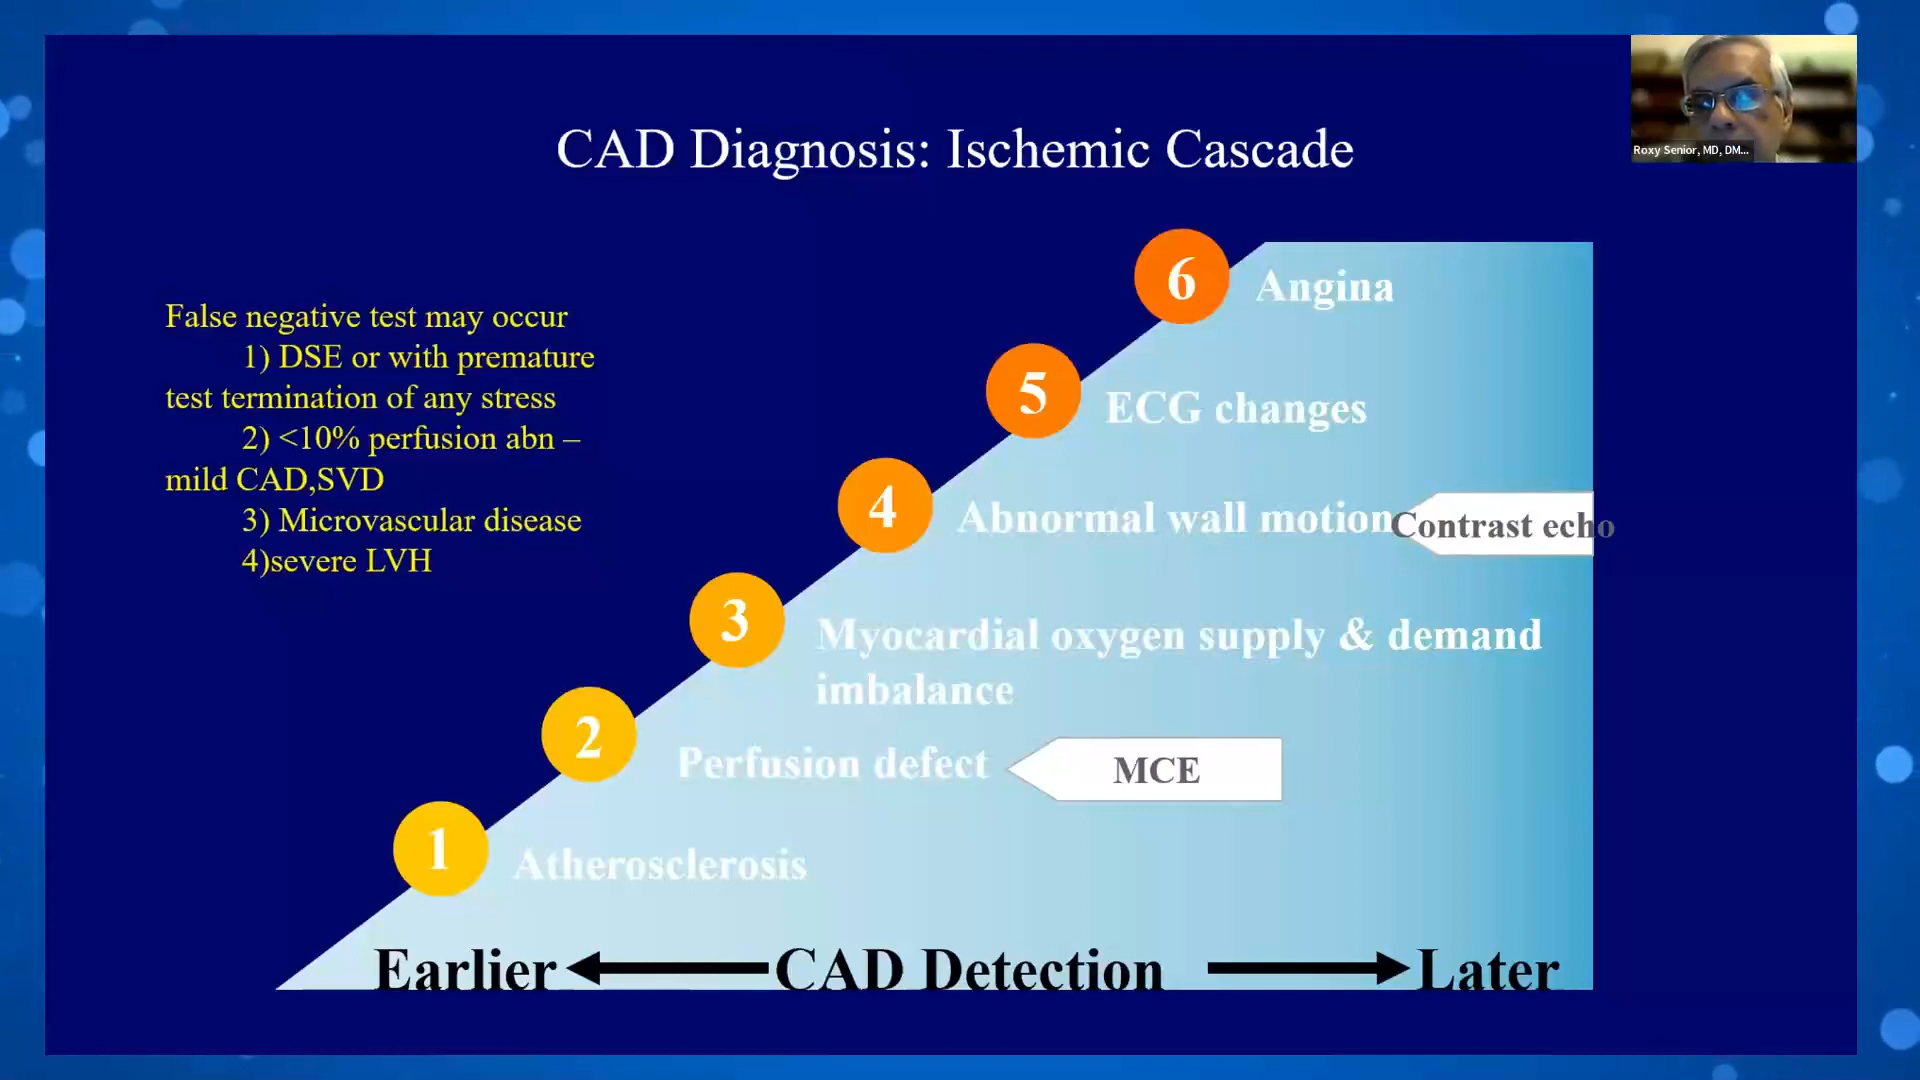 Roxy Senior, MD, DM...
CAD Diagnosis: Ischemic Cascade
False negative test may occur
1) DSE or with premature
test termination of any stress
2) <10% perfusion abn –
mild CAD,SVD
3) Microvascular disease
4)severe LVH
6 Angina
5 ECG changes
4 Abnormal wall motion Contrast echo
3 Myocardial oxygen supply & demand
imbalance
2 Perfusion defect MCE
1 Atherosclerosis
Earlier CAD Detection Later